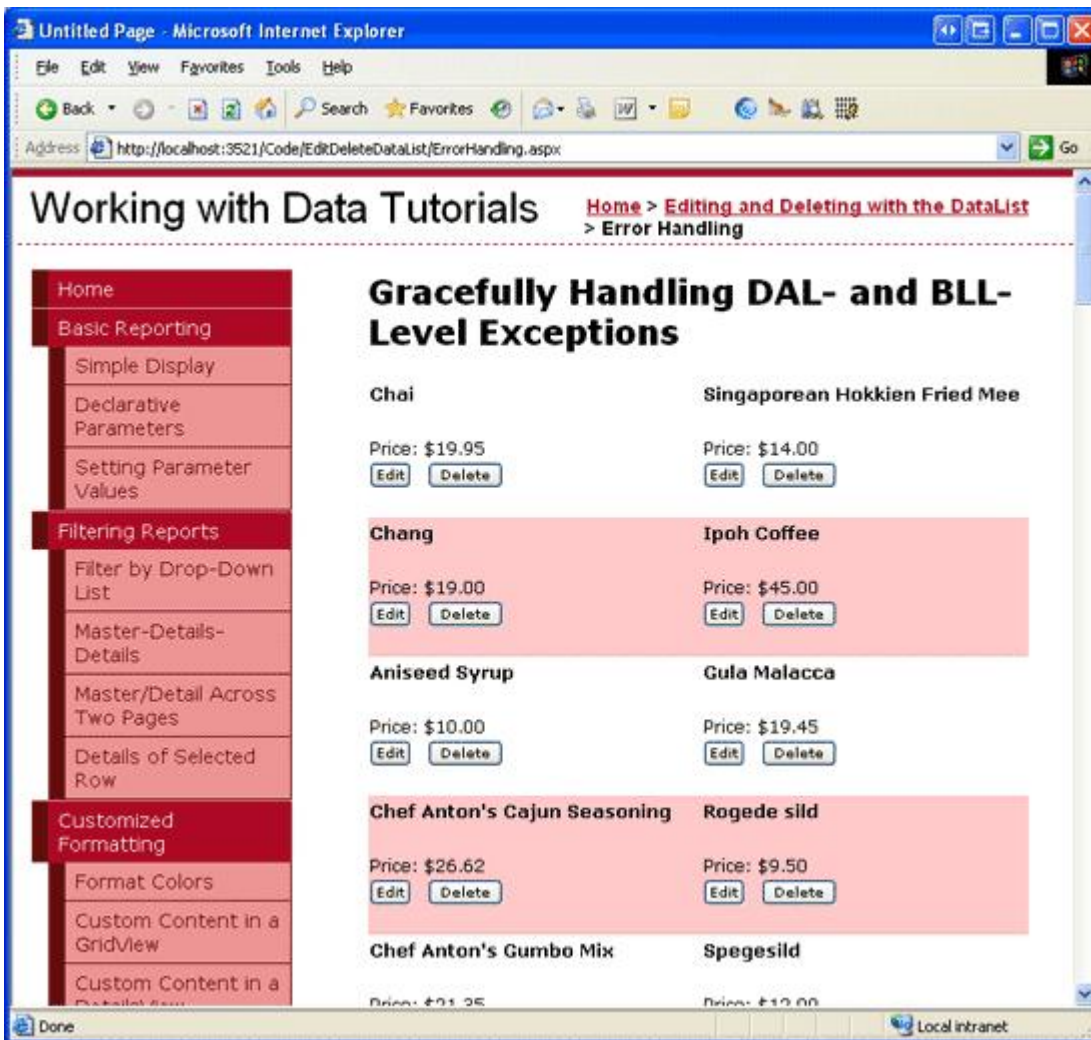 Untitled Page - Microsoft Internet Explorer
File Edit View Favorites Tools Help
Back Search Favorites
Address http://localhost:3521/Code/EditDeleteDataList/ErrorHandling.aspx Go
Working with Data Tutorials
Home > Editing and Deleting with the DataList
> Error Handling
Home
Basic Reporting
Simple Display
Declarative
Parameters
Setting Parameter
Values
Filtering Reports
Filter by Drop-Down
List
Master-Details-
Details
Master/Detail Across
Two Pages
Details of Selected
Row
Customized
Formatting
Format Colors
Custom Content in a
GridView
Custom Content in a
DetailsView
Gracefully Handling DAL- and BLL-
Level Exceptions
Chai Singaporean Hokkien Fried Mee
Price: $19.95 Price: $14.00
Edit Delete Edit Delete
Chang Ipoh Coffee
Price: $19.00 Price: $45.00
Edit Delete Edit Delete
Aniseed Syrup Gula Malacca
Price: $10.00 Price: $19.45
Edit Delete Edit Delete
Chef Anton's Cajun Seasoning Rogede sild
Price: $26.62 Price: $9.50
Edit Delete Edit Delete
Chef Anton's Gumbo Mix Spegesild
Price: $21.35 Price: $12.00
Done Local intranet